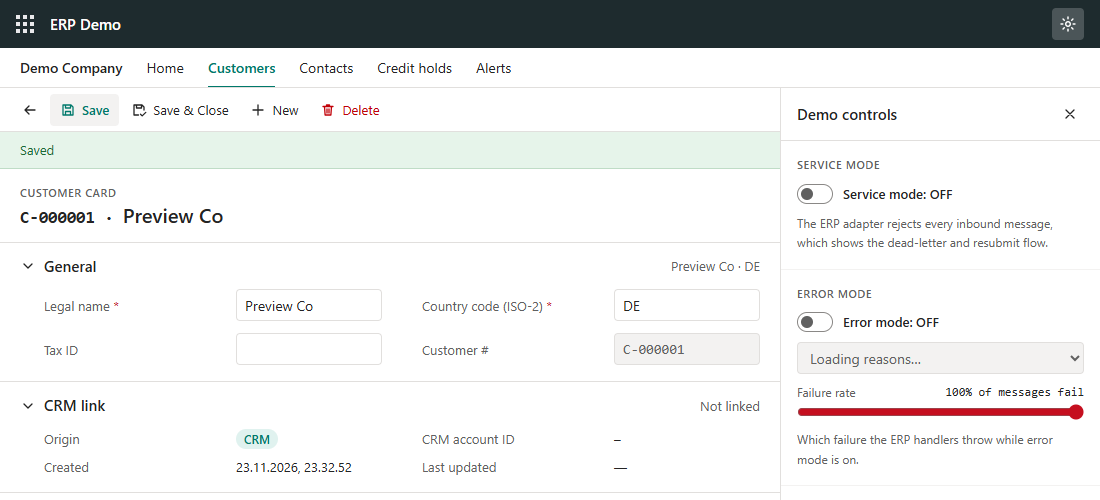 ERP Demo
Demo Company Home Customers Contacts Credit holds Alerts
Save Save & Close New Delete
Saved
CUSTOMER CARD
C-000001 · Preview Co
General Preview Co · DE
Legal name * Preview Co Country code (ISO-2) * DE
Tax ID Customer # C-000001
CRM link Not linked
Origin CRM CRM account ID –
Created 23.11.2026, 23.32.52 Last updated —
Demo controls
SERVICE MODE
Service mode: OFF
The ERP adapter rejects every inbound message,
which shows the dead-letter and resubmit flow.
ERROR MODE
Error mode: OFF
Loading reasons...
Failure rate 100% of messages fail
Which failure the ERP handlers throw while error
mode is on.